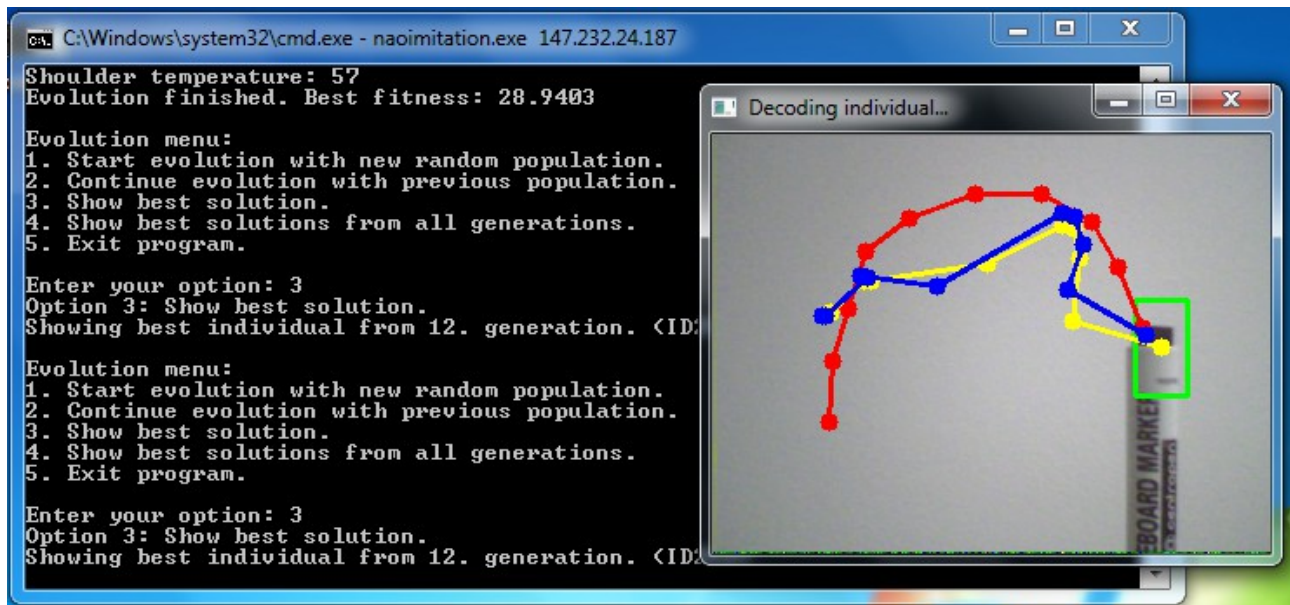 C:\Windows\system32\cmd.exe - naoimitation.exe 147.232.24.187
Shoulder temperature: 57
Evolution finished. Best fitness: 28.9403
Evolution menu:
1. Start evolution with new random population.
2. Continue evolution with previous population.
3. Show best solution.
4. Show best solutions from all generations.
5. Exit program.
Enter your option: 3
Option 3: Show best solution.
Showing best individual from 12. generation. (ID
Evolution menu:
1. Start evolution with new random population.
2. Continue evolution with previous population.
3. Show best solution.
4. Show best solutions from all generations.
5. Exit program.
Enter your option: 3
Option 3: Show best solution.
Showing best individual from 12. generation. (ID
Decoding individual...
EBOARD MARKER